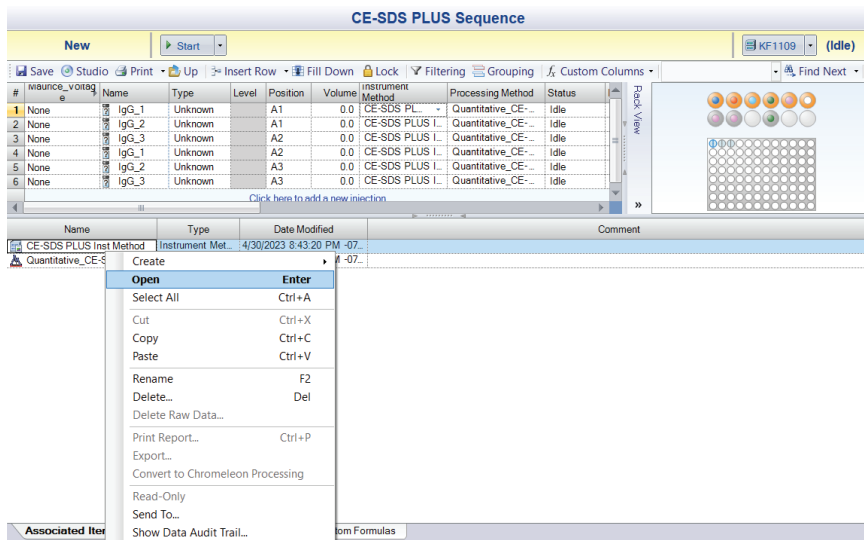 CE-SDS PLUS Sequence
New Start KF1109 (Idle)
Save Studio Print Up Insert Row Fill Down Lock Filtering Grouping Custom Columns Find Next
# Maurice_Voltag e Name Type Level Position Volume Instrument Method Processing Method Status
1 None IgG_1 Unknown A1 0.0 CE-SDS PL... Quantitative_CE-... Idle
2 None IgG_2 Unknown A1 0.0 CE-SDS PLUS I... Quantitative_CE-... Idle
3 None IgG_3 Unknown A2 0.0 CE-SDS PLUS I... Quantitative_CE-... Idle
4 None IgG_1 Unknown A2 0.0 CE-SDS PLUS I... Quantitative_CE-... Idle
5 None IgG_2 Unknown A3 0.0 CE-SDS PLUS I... Quantitative_CE-... Idle
6 None IgG_3 Unknown A3 0.0 CE-SDS PLUS I... Quantitative_CE-... Idle
Click here to add a new injection
Rack View
Name Type Date Modified Comment
CE-SDS PLUS Inst Method Instrument Met... 4/30/2023 8:43:20 PM -07...
Quantitative_CE-S -07...
Create
Open Enter
Select All Ctrl+A
Cut Ctrl+X
Copy Ctrl+C
Paste Ctrl+V
Rename F2
Delete... Del
Delete Raw Data...
Print Report... Ctrl+P
Export...
Convert to Chromeleon Processing
Read-Only
Send To...
Show Data Audit Trail...
Associated Iter tom Formulas